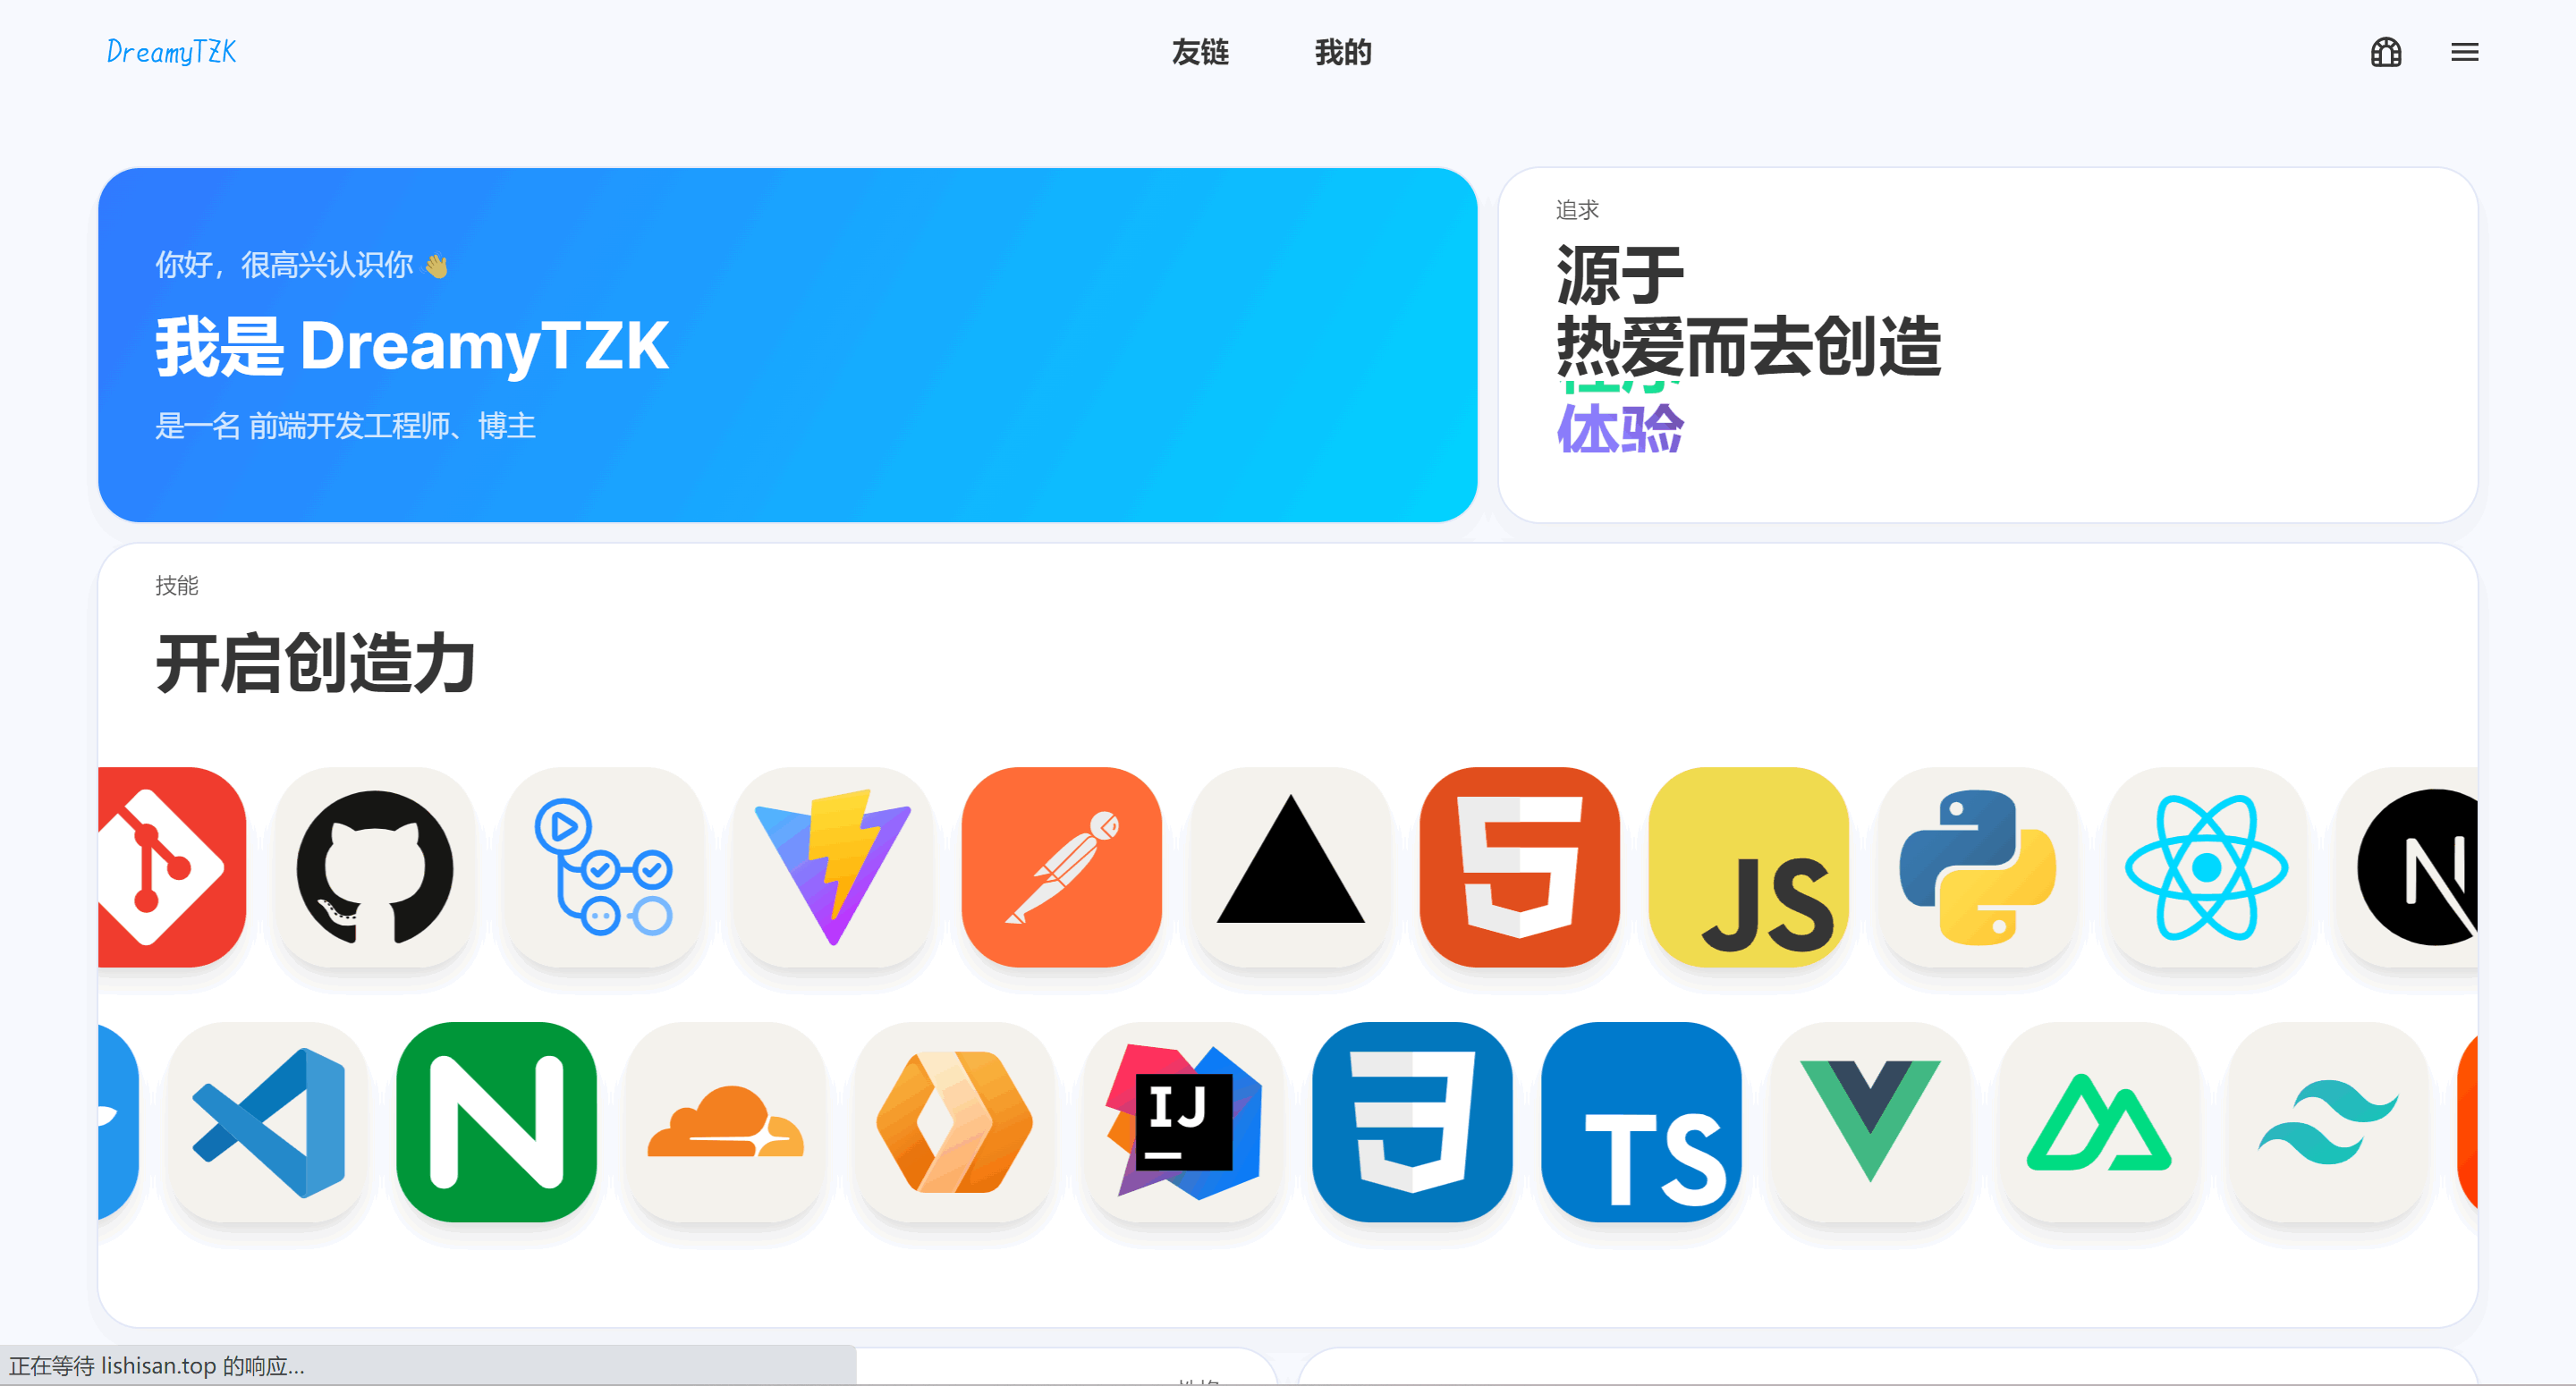 DreamyTZK
友链
我的
你好，很高兴认识你 👋
我是 DreamyTZK
是一名 前端开发工程师、博主
追求
源于
热爱而去创造
体验
技能
开启创造力
JS
N
N
IJ
TS
正在等待 lishisan.top 的响应...